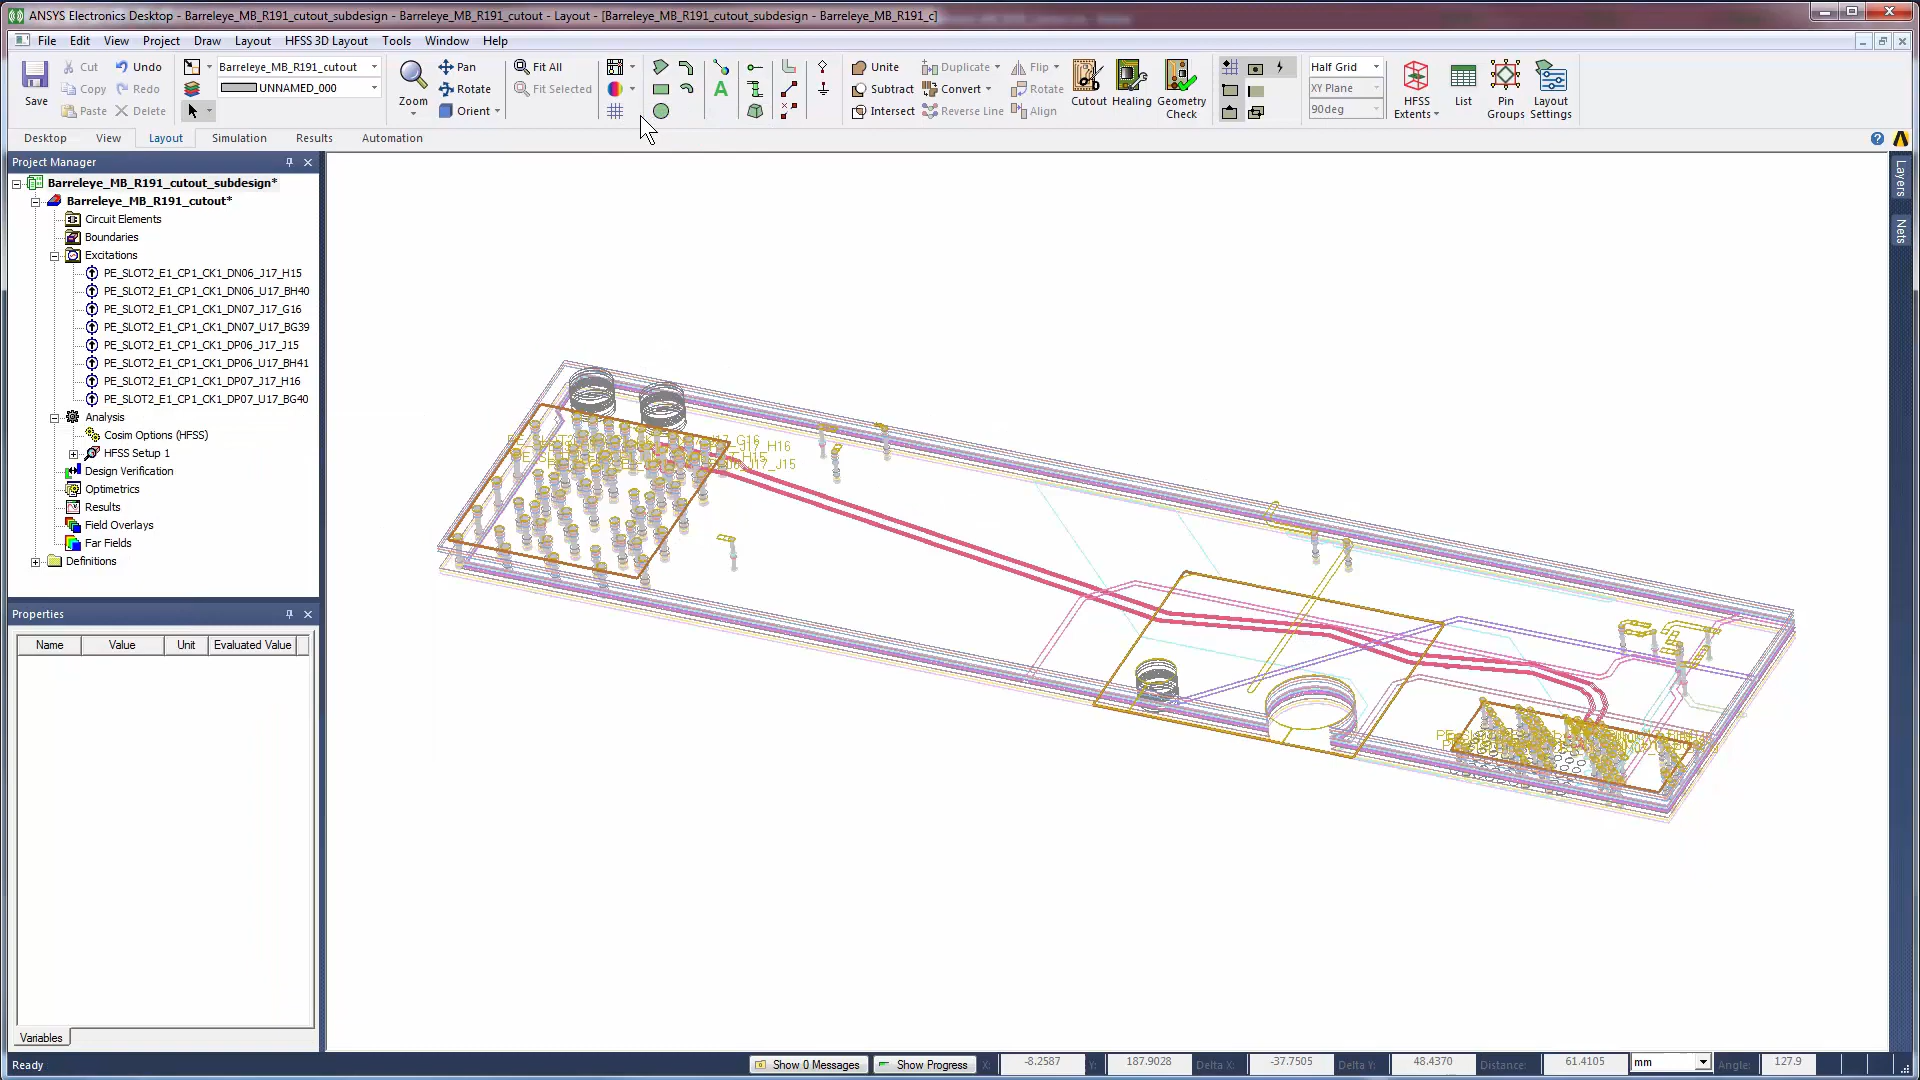 ANSYS Electronics Desktop - Barreleye_MB_R191_cutout_subdesign - Barreleye_MB_R191_cutout - Layout - [Barreleye_MB_R191_cutout_subdesign - Barreleye_MB_R191_c]
File Edit View Project Draw Layout HFSS 3D Layout Tools Window Help
Save
Cut Undo
Copy Redo
Paste Delete
Barreleye_MB_R191_cutout
UNNAMED_000
Zoom
Pan
Rotate
Orient
Fit All
Fit Selected
Unite
Subtract
Intersect
Duplicate
Convert
Reverse Line
Flip
Rotate
Align
Cutout
Healing
Geometry
Check
Half Grid
XY Plane
90deg
HFSS
Extents
List
Pin
Groups
Layout
Settings
Desktop View Layout Simulation Results Automation
Project Manager
Barreleye_MB_R191_cutout_subdesign*
Barreleye_MB_R191_cutout*
Circuit Elements
Boundaries
Excitations
PE_SLOT2_E1_CP1_CK1_DN06_J17_H15
PE_SLOT2_E1_CP1_CK1_DN06_U17_BH40
PE_SLOT2_E1_CP1_CK1_DN07_J17_G16
PE_SLOT2_E1_CP1_CK1_DN07_U17_BG39
PE_SLOT2_E1_CP1_CK1_DP06_J17_J15
PE_SLOT2_E1_CP1_CK1_DP06_U17_BH41
PE_SLOT2_E1_CP1_CK1_DP07_J17_H16
PE_SLOT2_E1_CP1_CK1_DP07_U17_BG40
Analysis
Cosim Options (HFSS)
HFSS Setup 1
Design Verification
Optimetrics
Results
Field Overlays
Far Fields
Definitions
Layers
Nets
Properties
Name Value Unit Evaluated Value
Variables
Ready
Show 0 Messages
Show Progress
X: -8.2587 Y: 187.9028 Delta X: -37.7505 Delta Y: 48.4370 Distance: 61.4105 mm Angle: 127.9